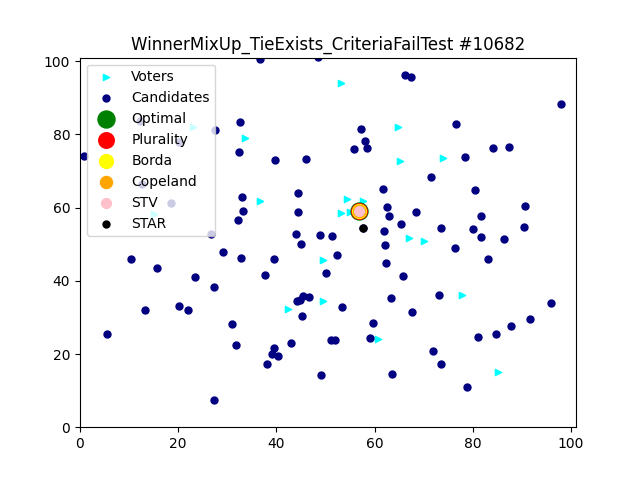 WinnerMixUp_TieExists_CriteriaFailTest #10682
100
80
60
40
20
0
Voters
Candidates
Optimal
Plurality
Borda
Copeland
STV
STAR
0 20 40 60 80 100